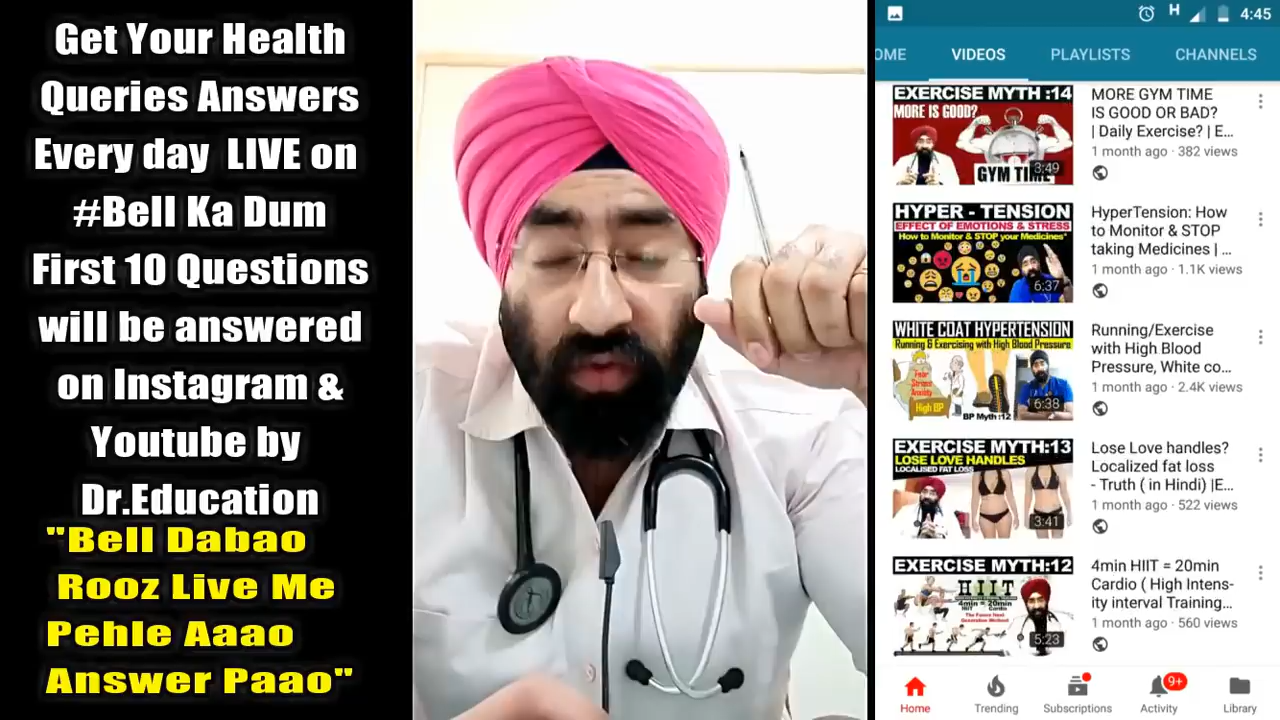 Get Your Health
Queries Answers
Every day LIVE on
#Bell Ka Dum
First 10 Questions
will be answered
on Instagram &
Youtube by
Dr.Education
"Bell Dabao
Rooz Live Me
Pehle Aaao
Answer Paao"
H 4:45
OME VIDEOS PLAYLISTS CHANNELS
EXERCISE MYTH :14
MORE IS GOOD?
GYM TIME
3:49
MORE GYM TIME
IS GOOD OR BAD?
| Daily Exercise? | E...
1 month ago · 382 views
HYPER - TENSION
EFFECT OF EMOTIONS & STRESS
How to Monitor & STOP your Medicines*
6:37
HyperTension: How
to Monitor & STOP
taking Medicines | ...
1 month ago · 1.1K views
WHITE COAT HYPERTENSION
Running & Exercising with High Blood Pressure
Fear
Stress
Anxiety
High BP
BP Myth :12
6:38
Running/Exercise
with High Blood
Pressure, White co...
1 month ago · 2.4K views
EXERCISE MYTH:13
LOSE LOVE HANDLES
LOCALISED FAT LOSS
3:41
Lose Love handles?
Localized fat loss
- Truth ( in Hindi) |E...
1 month ago · 522 views
EXERCISE MYTH:12
HIIT
4min = 20min
HIIT Cardio
5:23
4min HIIT = 20min
Cardio ( High Intens-
ity interval Training...
1 month ago · 560 views
9+
Home Trending Subscriptions Activity Library